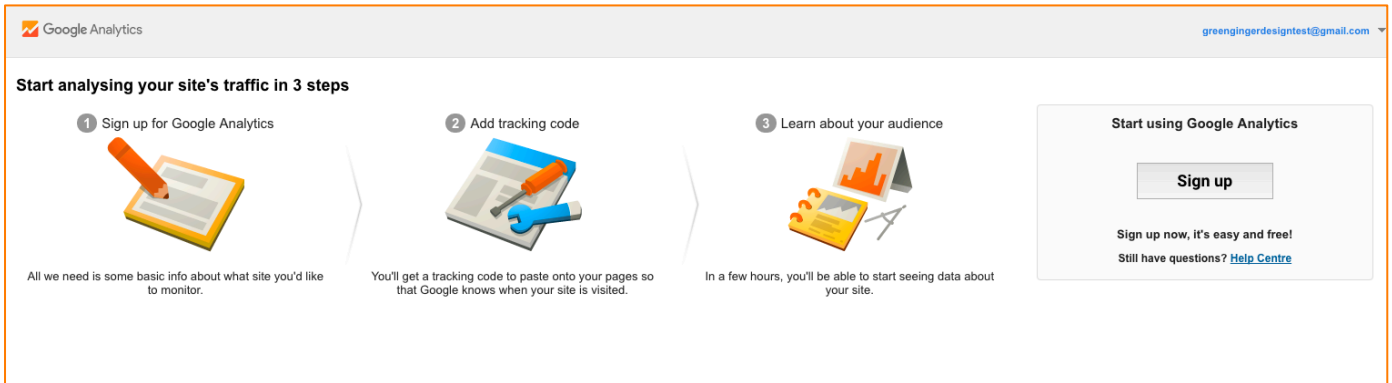 Google Analytics
greengingerdesigntest@gmail.com
Start analysing your site's traffic in 3 steps
1 Sign up for Google Analytics
All we need is some basic info about what site you'd like
to monitor.
2 Add tracking code
You'll get a tracking code to paste onto your pages so
that Google knows when your site is visited.
3 Learn about your audience
In a few hours, you'll be able to start seeing data about
your site.
Start using Google Analytics
Sign up
Sign up now, it's easy and free!
Still have questions? Help Centre